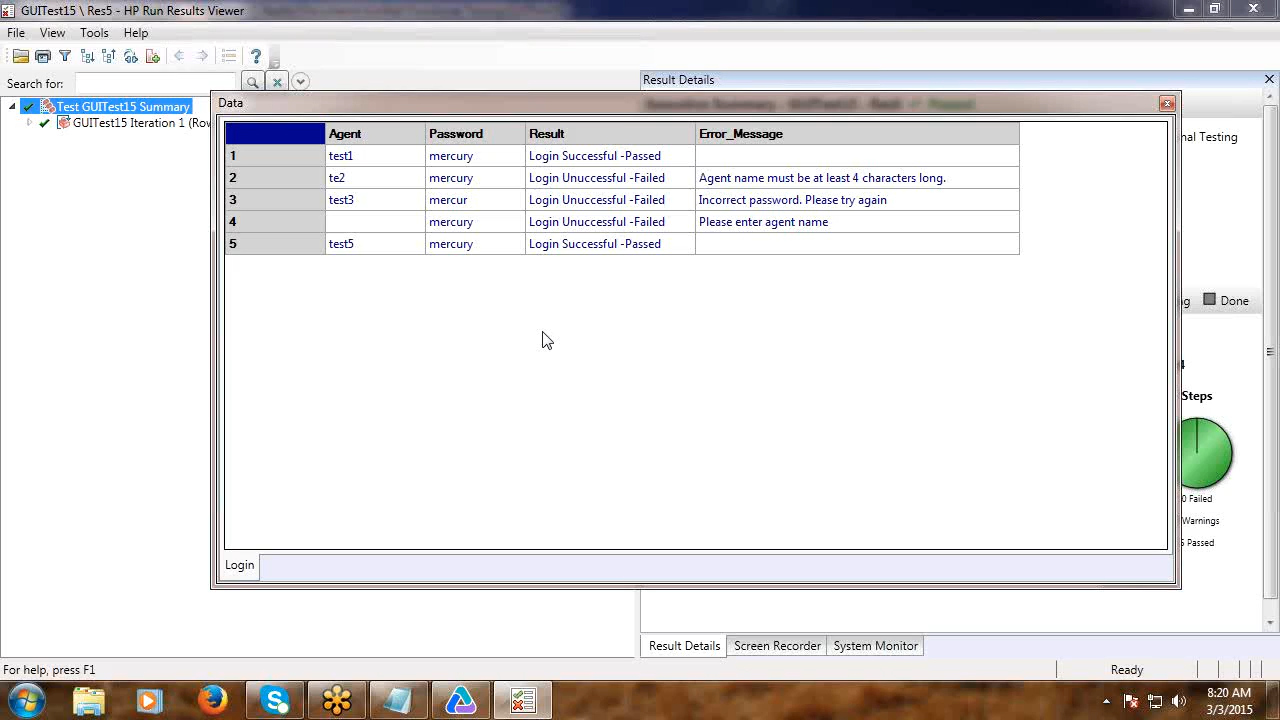 GUITest15 \ Res5 - HP Run Results Viewer
File View Tools Help
Search for:
Result Details
Test GUITest15 Summary
GUITest15 Iteration 1 (Row
Data
Agent Password Result Error_Message
1 test1 mercury Login Successful -Passed
2 te2 mercury Login Unuccessful -Failed Agent name must be at least 4 characters long.
3 test3 mercur Login Unuccessful -Failed Incorrect password. Please try again
4 mercury Login Unuccessful -Failed Please enter agent name
5 test5 mercury Login Successful -Passed
Login
nal Testing
ng Done
4
Steps
0 Failed
Warnings
5 Passed
Result Details Screen Recorder System Monitor
For help, press F1
Ready
8:20 AM
3/3/2015